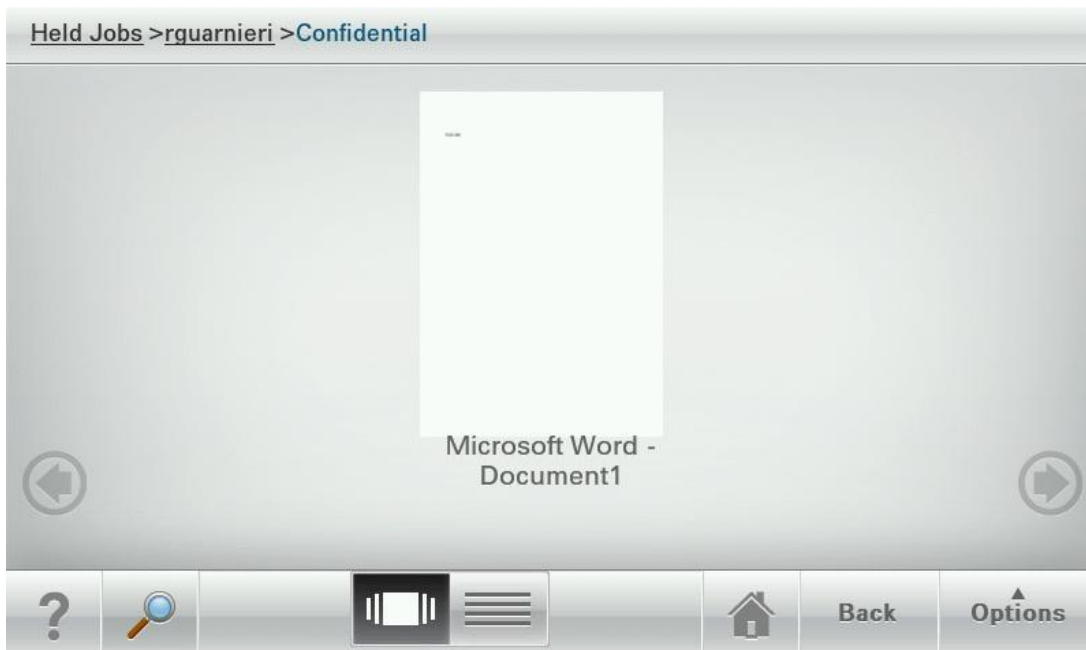 Held Jobs >rguarnieri >Confidential
Microsoft Word -
Document1
?
Back
Options